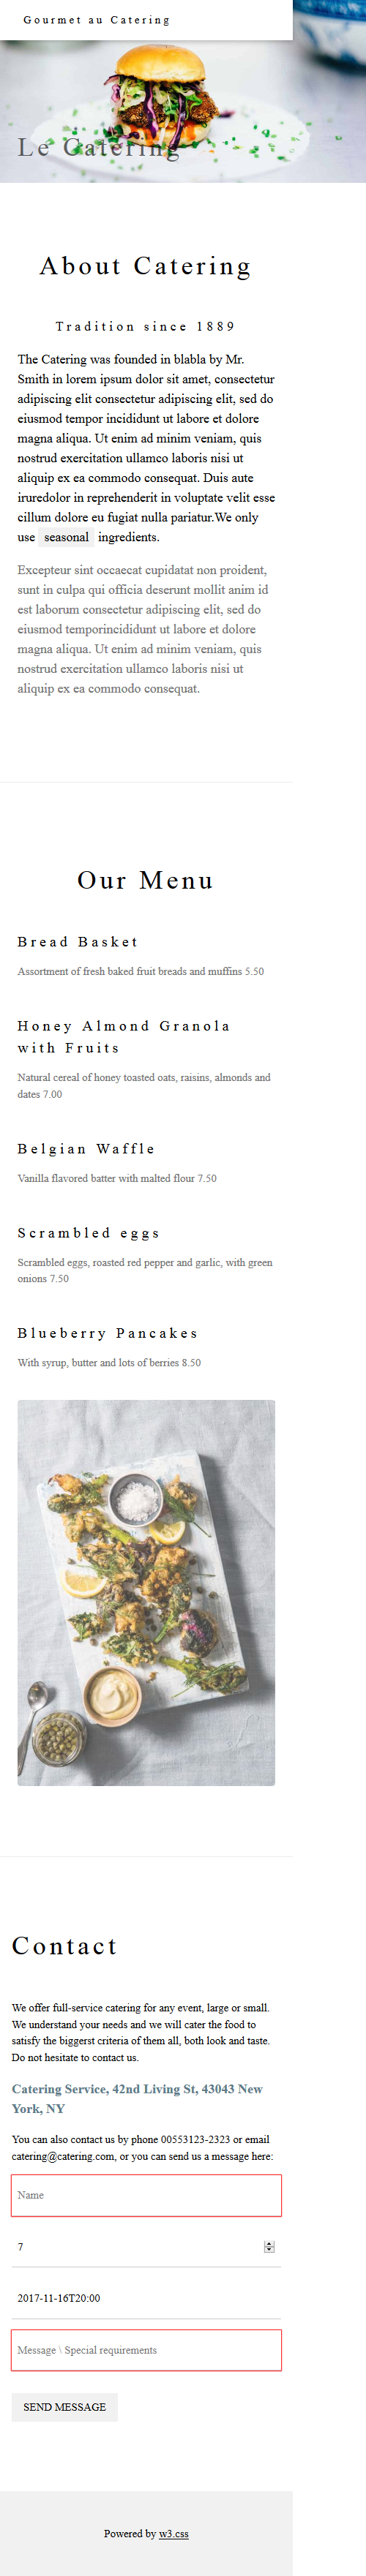 Gourmet au Catering
Le Catering
About Catering
Tradition since 1889
The Catering was founded in blabla by Mr.
Smith in lorem ipsum dolor sit amet, consectetur
adipiscing elit consectetur adipiscing elit, sed do
eiusmod tempor incididunt ut labore et dolore
magna aliqua. Ut enim ad minim veniam, quis
nostrud exercitation ullamco laboris nisi ut
aliquip ex ea commodo consequat. Duis aute
iruredolor in reprehenderit in voluptate velit esse
cillum dolore eu fugiat nulla pariatur.We only
use seasonal ingredients.
Excepteur sint occaecat cupidatat non proident,
sunt in culpa qui officia deserunt mollit anim id
est laborum consectetur adipiscing elit, sed do
eiusmod temporincididunt ut labore et dolore
magna aliqua. Ut enim ad minim veniam, quis
nostrud exercitation ullamco laboris nisi ut
aliquip ex ea commodo consequat.
Our Menu
Bread Basket
Assortment of fresh baked fruit breads and muffins 5.50
Honey Almond Granola
with Fruits
Natural cereal of honey toasted oats, raisins, almonds and
dates 7.00
Belgian Waffle
Vanilla flavored batter with malted flour 7.50
Scrambled eggs
Scrambled eggs, roasted red pepper and garlic, with green
onions 7.50
Blueberry Pancakes
With syrup, butter and lots of berries 8.50
Contact
We offer full-service catering for any event, large or small.
We understand your needs and we will cater the food to
satisfy the biggerst criteria of them all, both look and taste.
Do not hesitate to contact us.
Catering Service, 42nd Living St, 43043 New
York, NY
You can also contact us by phone 00553123-2323 or email
catering@catering.com, or you can send us a message here:
Name
7
2017-11-16T20:00
Message \ Special requirements
SEND MESSAGE
Powered by w3.css